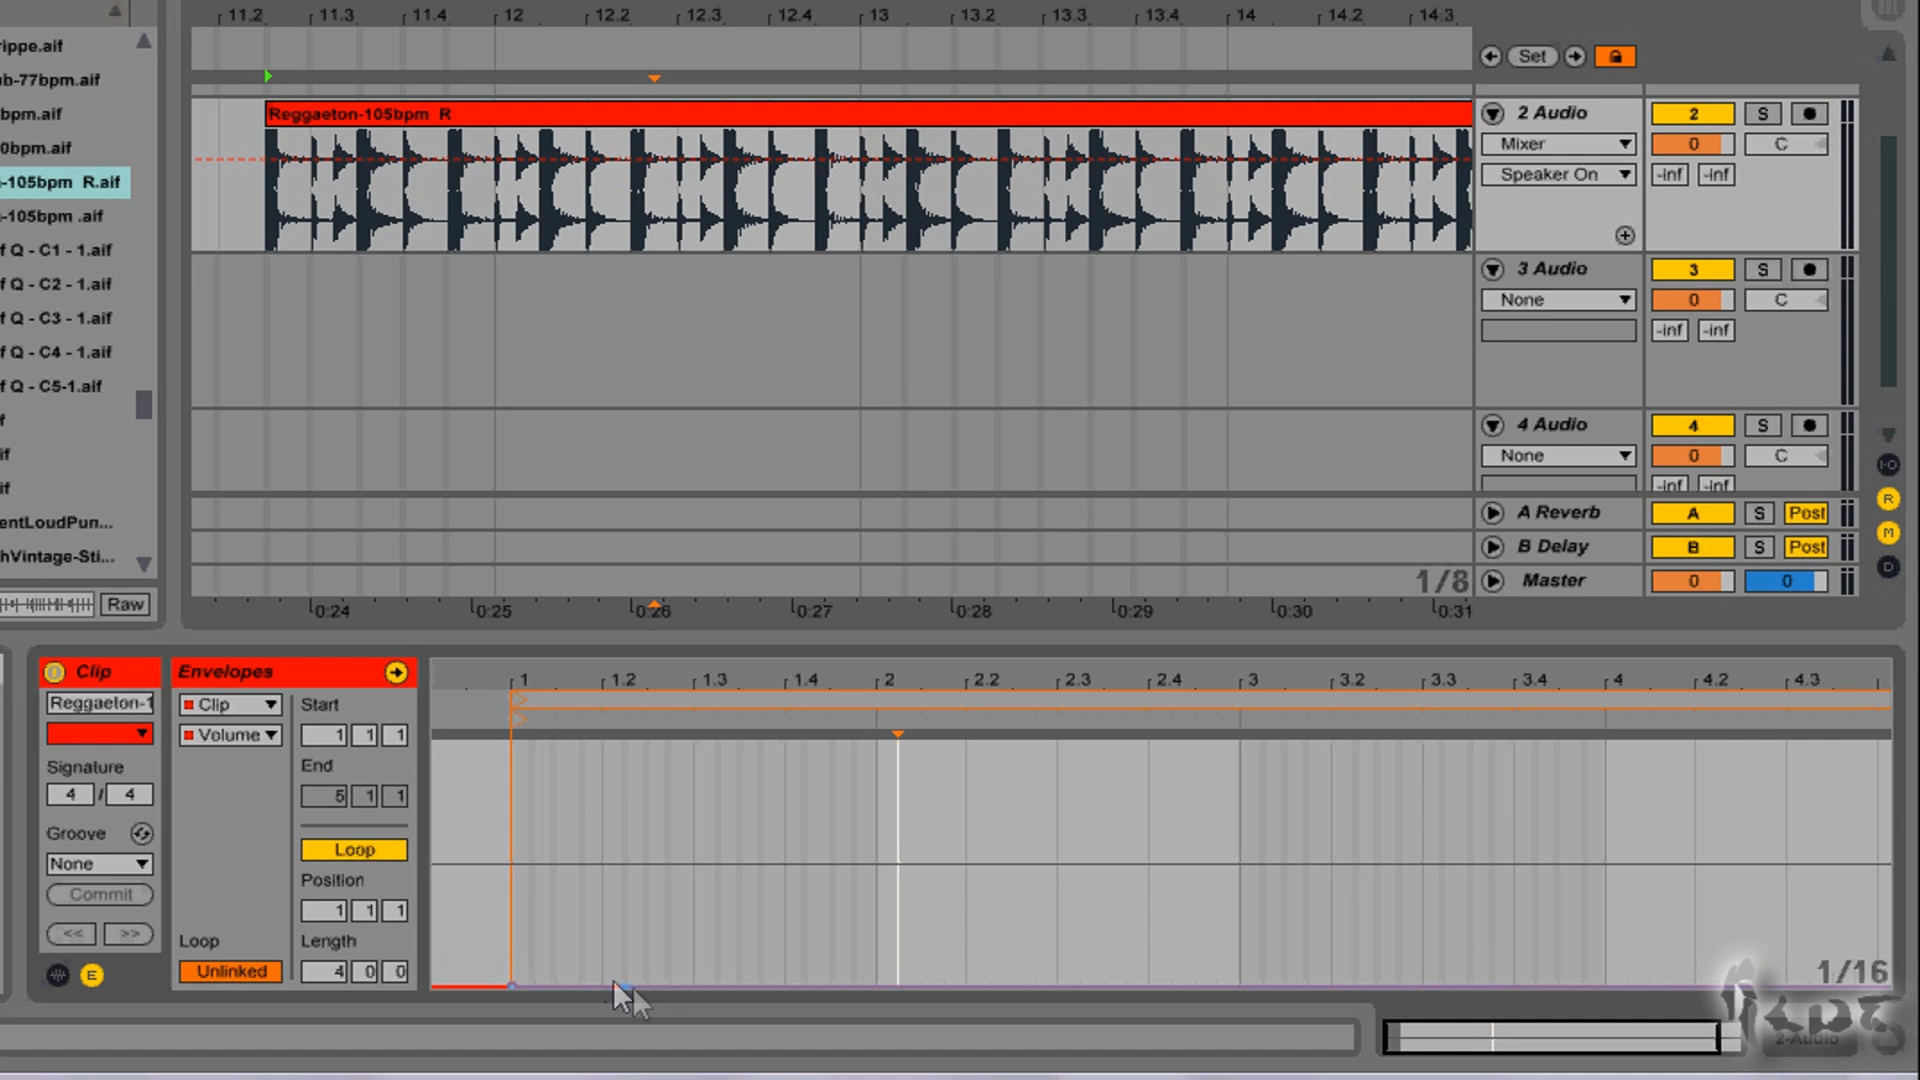 11.2 11.3 11.4 12 12.2 12.3 12.4 13 13.2 13.3 13.4 14 14.2 14.3
rippe.aif
ub-77bpm.aif
bpm.aif
0bpm.aif
-105bpm R.aif
-105bpm .aif
f Q - C1 - 1.aif
f Q - C2 - 1.aif
f Q - C3 - 1.aif
f Q - C4 - 1.aif
f Q - C5-1.aif
f
if
if
entLoudPun...
hVintage-Sti...
Raw
Set
Reggaeton-105bpm R
2 Audio 2 S
Mixer 0 C
Speaker On -inf -inf
3 Audio 3 S
None 0 C
-inf -inf
4 Audio 4 S
None 0 C
-inf -inf
A Reverb A S Post
B Delay B S Post
1/8 Master 0 0
I·O
R
M
D
0:24 0:25 0:26 0:27 0:28 0:29 0:30 0:31
Clip
Reggaeton-1
Signature
4 / 4
Groove
None
Commit
<< >>
E
Envelopes
Clip
Volume
Loop
Unlinked
Start
1 1 1
End
5 1 1
Loop
Position
1 1 1
Length
4 0 0
1 1.2 1.3 1.4 2 2.2 2.3 2.4 3 3.2 3.3 3.4 4 4.2 4.3
1/16
2-Audio